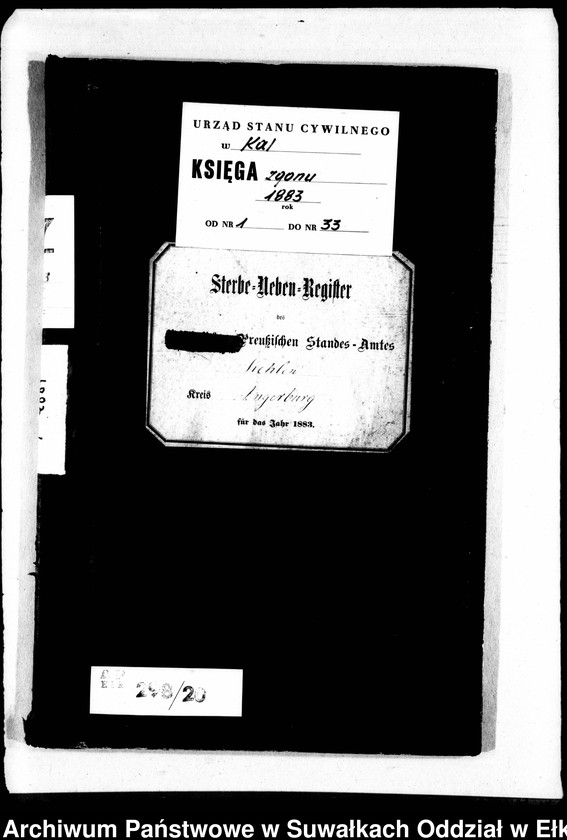 URZĄD STANU CYWILNEGO
w Kal
KSIĘGA zgonu
1883
rok
OD NR 1 DO NR 33
Sterbe-Neben-Register
des
Preußischen Standes-Amtes
Kehlen
Kreis Angerburg
für das Jahr 1883.
248/20
Archiwum Państwowe w Suwałkach Oddział w Ełk